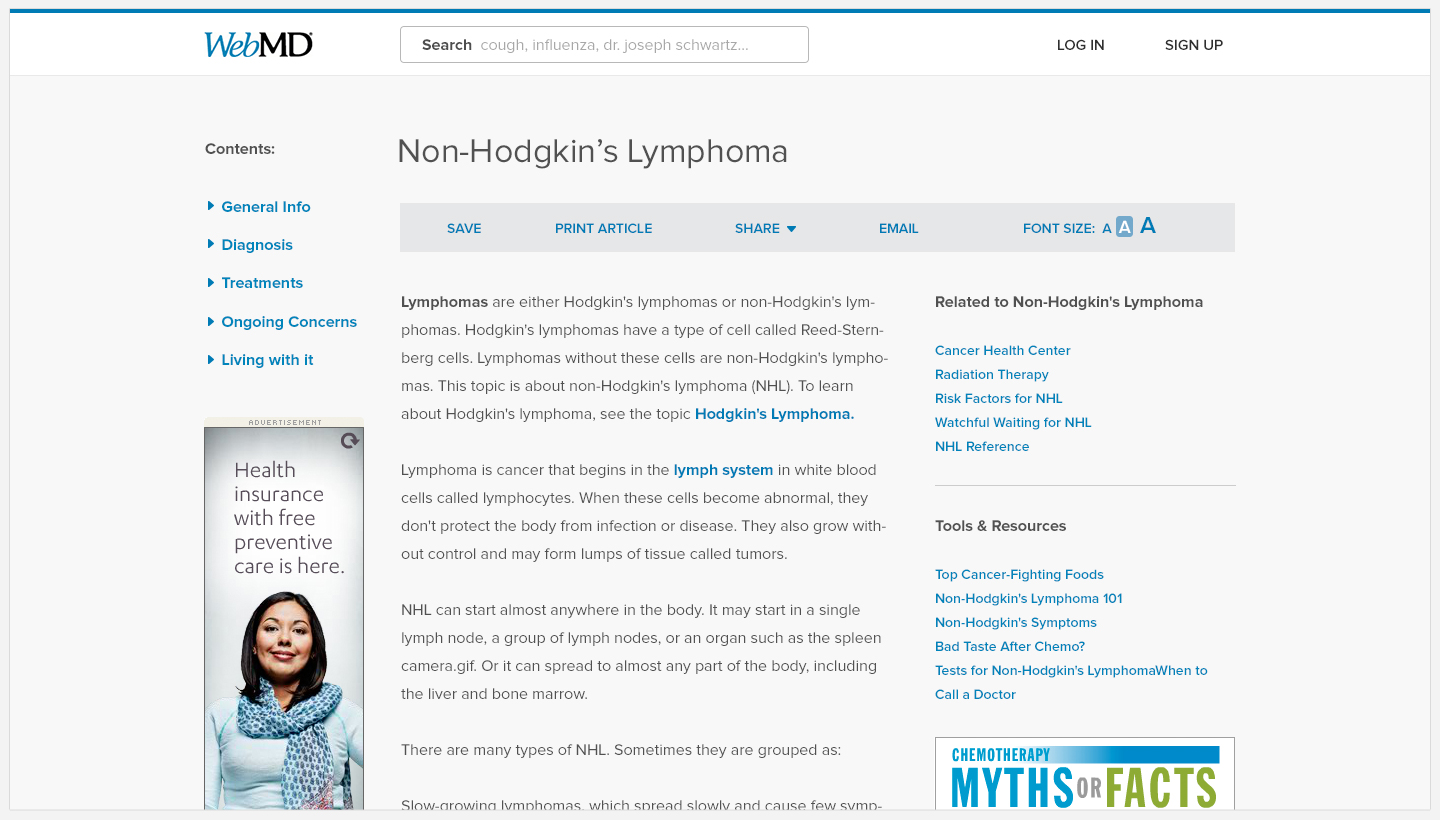 WebMD
Search cough, influenza, dr. joseph schwartz...
LOG IN
SIGN UP
Contents:
General Info
Diagnosis
Treatments
Ongoing Concerns
Living with it
ADVERTISEMENT
Health
insurance
with free
preventive
care is here.
Non-Hodgkin’s Lymphoma
SAVE
PRINT ARTICLE
SHARE
EMAIL
FONT SIZE: A A A
Lymphomas are either Hodgkin's lymphomas or non-Hodgkin's lym-
phomas. Hodgkin's lymphomas have a type of cell called Reed-Stern-
berg cells. Lymphomas without these cells are non-Hodgkin's lympho-
mas. This topic is about non-Hodgkin's lymphoma (NHL). To learn
about Hodgkin's lymphoma, see the topic Hodgkin's Lymphoma.
Lymphoma is cancer that begins in the lymph system in white blood
cells called lymphocytes. When these cells become abnormal, they
don't protect the body from infection or disease. They also grow with-
out control and may form lumps of tissue called tumors.
NHL can start almost anywhere in the body. It may start in a single
lymph node, a group of lymph nodes, or an organ such as the spleen
camera.gif. Or it can spread to almost any part of the body, including
the liver and bone marrow.
There are many types of NHL. Sometimes they are grouped as:
Slow-growing lymphomas, which spread slowly and cause few symp-
Related to Non-Hodgkin's Lymphoma
Cancer Health Center
Radiation Therapy
Risk Factors for NHL
Watchful Waiting for NHL
NHL Reference
Tools & Resources
Top Cancer-Fighting Foods
Non-Hodgkin's Lymphoma 101
Non-Hodgkin's Symptoms
Bad Taste After Chemo?
Tests for Non-Hodgkin's LymphomaWhen to
Call a Doctor
CHEMOTHERAPY
MYTHS OR FACTS